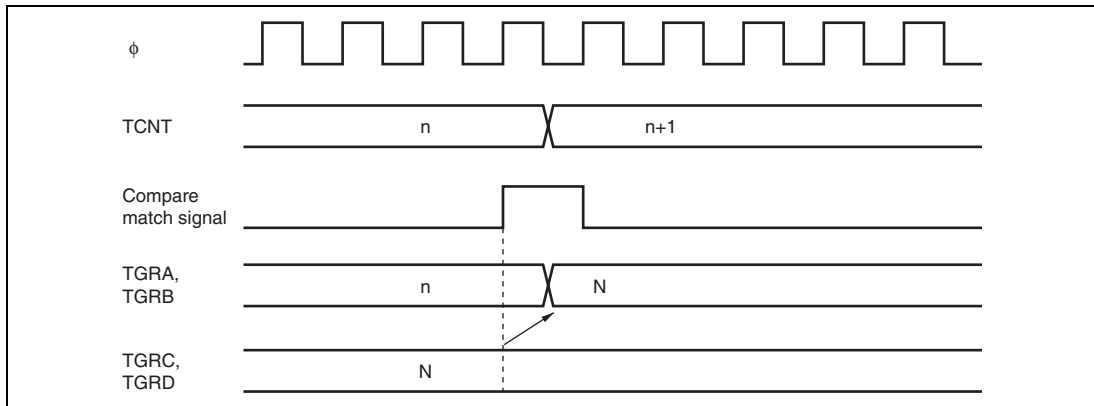 ϕ
TCNT
n
n+1
Compare
match signal
TGRA,
TGRB
n
N
TGRC,
TGRD
N